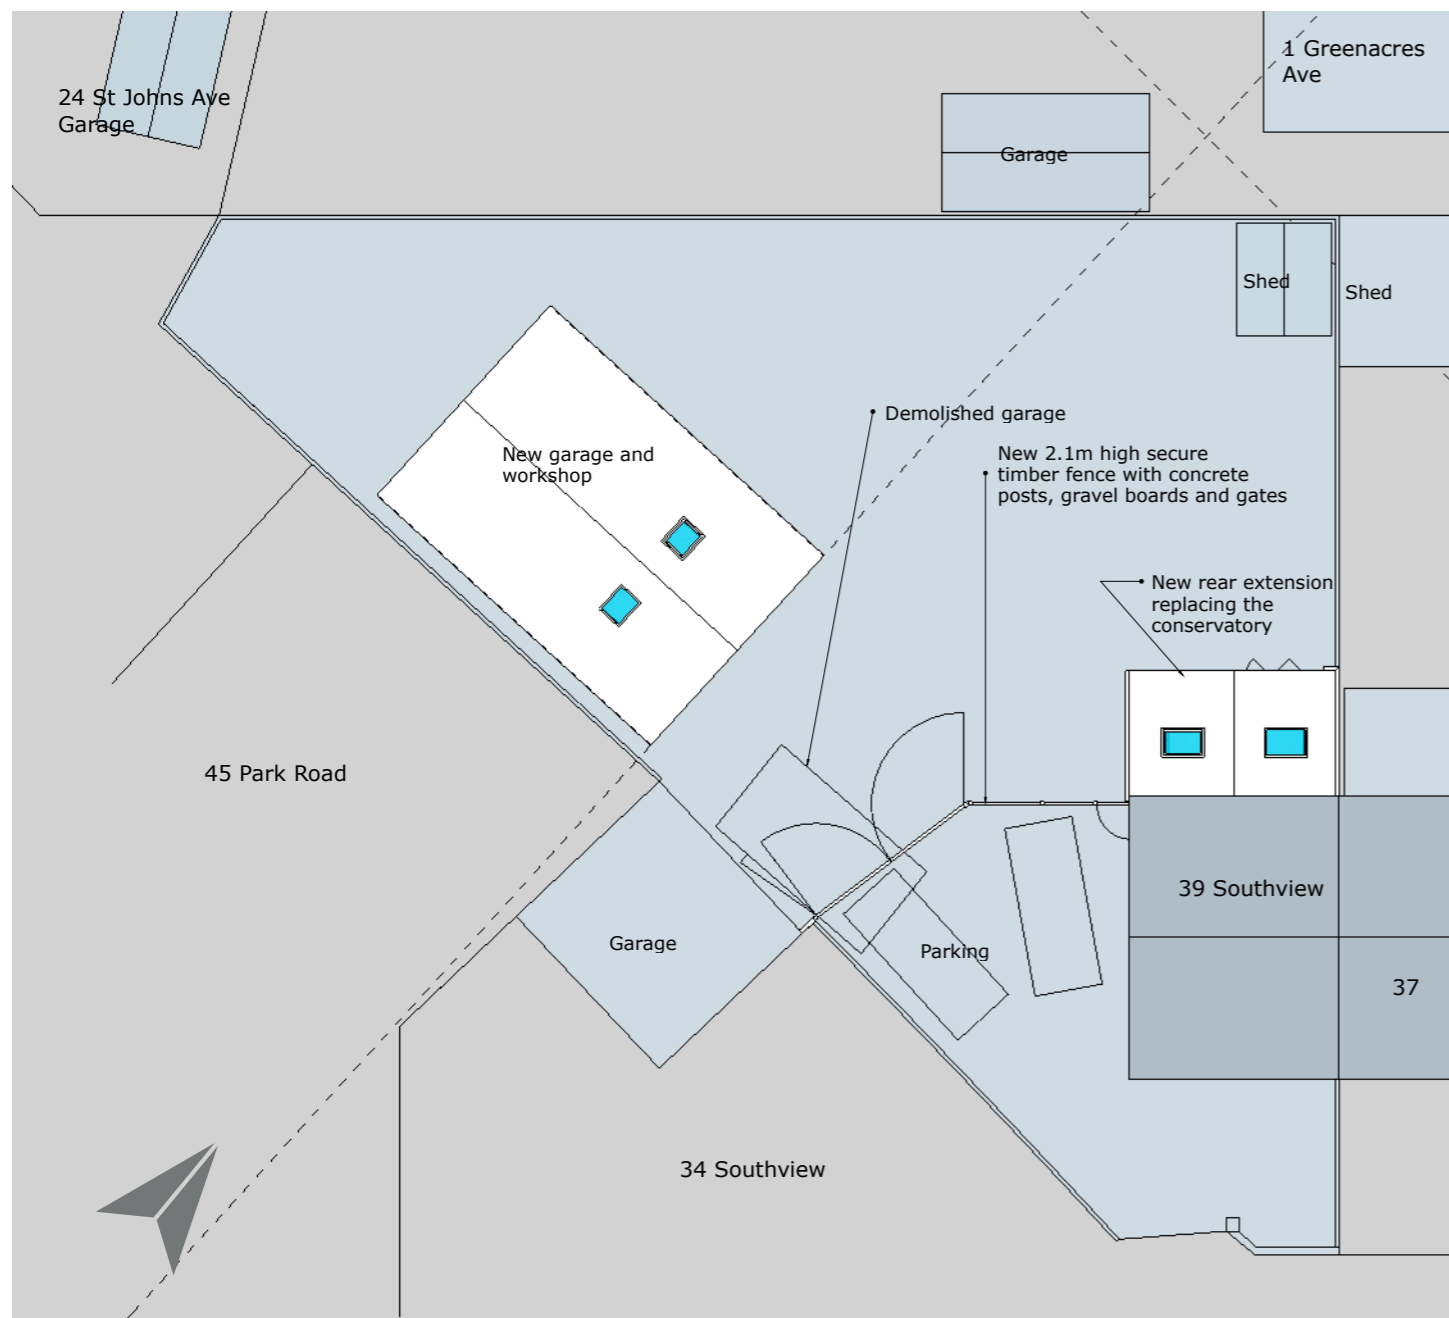 24 St Johns Ave
Garage
1 Greenacres
Ave
Garage
Shed
Shed
Demolished garage
New garage and
workshop
New 2.1m high secure
timber fence with concrete
posts, gravel boards and gates
New rear extension
replacing the
conservatory
45 Park Road
39 Southview
Garage
Parking
37
34 Southview